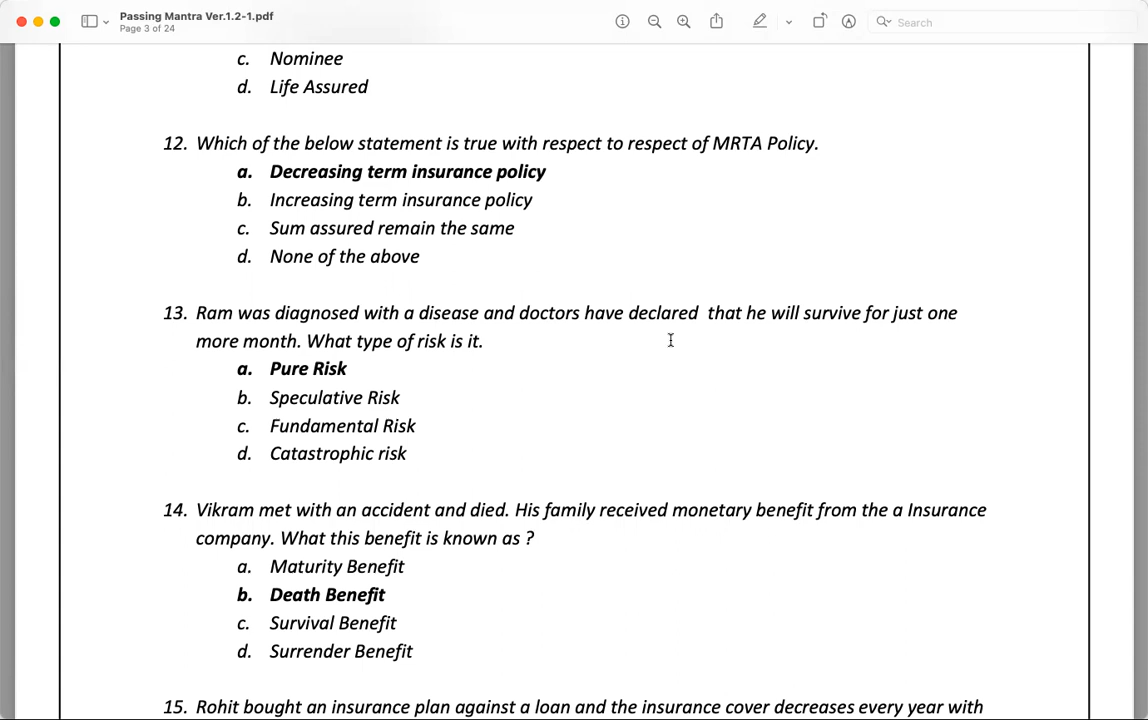 Passing Mantra Ver.1.2-1.pdf
Page 3 of 24
Search
c. Nominee
d. Life Assured
12. Which of the below statement is true with respect to respect of MRTA Policy.
a. Decreasing term insurance policy
b. Increasing term insurance policy
c. Sum assured remain the same
d. None of the above
13. Ram was diagnosed with a disease and doctors have declared that he will survive for just one
more month. What type of risk is it.
a. Pure Risk
b. Speculative Risk
c. Fundamental Risk
d. Catastrophic risk
14. Vikram met with an accident and died. His family received monetary benefit from the a Insurance
company. What this benefit is known as ?
a. Maturity Benefit
b. Death Benefit
c. Survival Benefit
d. Surrender Benefit
15. Rohit bought an insurance plan against a loan and the insurance cover decreases every year with